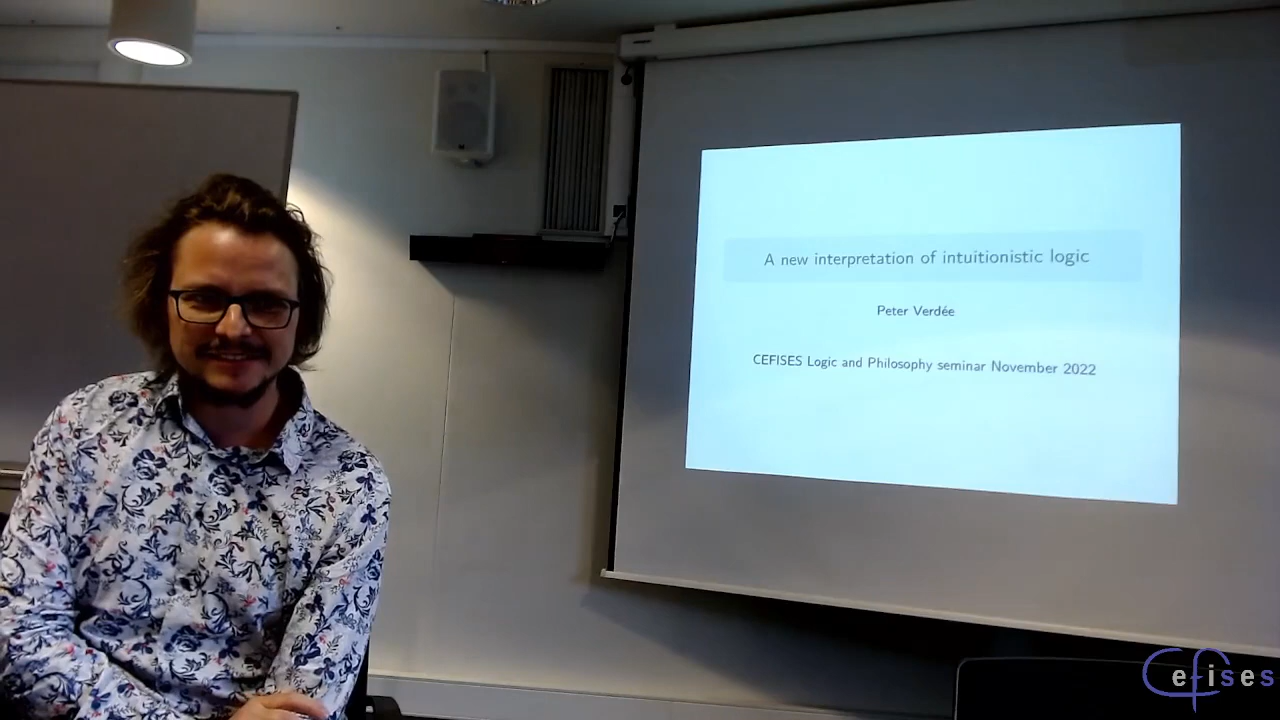 A new interpretation of intuitionistic logic
Peter Verdée
CEFISES Logic and Philosophy seminar November 2022
Cefises